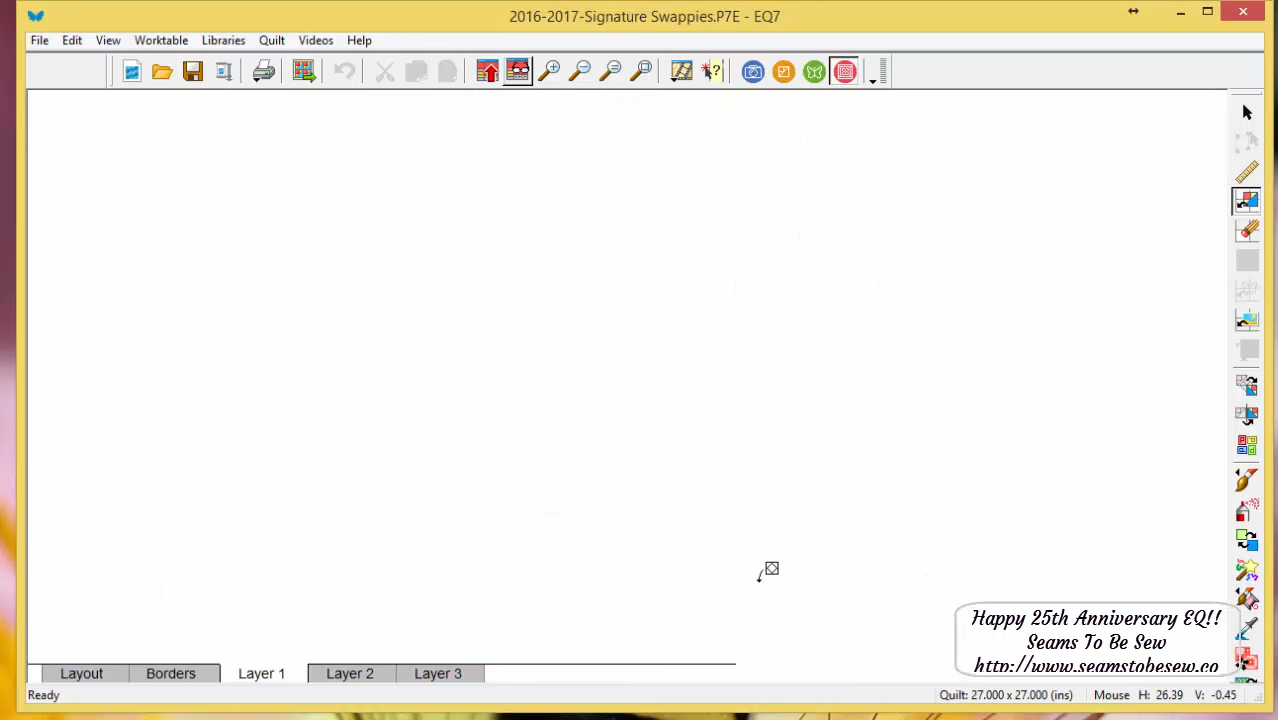 2016-2017-Signature Swappies.P7E - EQ7
File Edit View Worktable Libraries Quilt Videos Help
Layout Borders Layer 1 Layer 2 Layer 3
Happy 25th Anniversary EQ!!
Seams To Be Sew
http://www.seamstobesew.co
Ready Quilt: 27.000 x 27.000 (ins) Mouse H: 26.39 V: -0.45